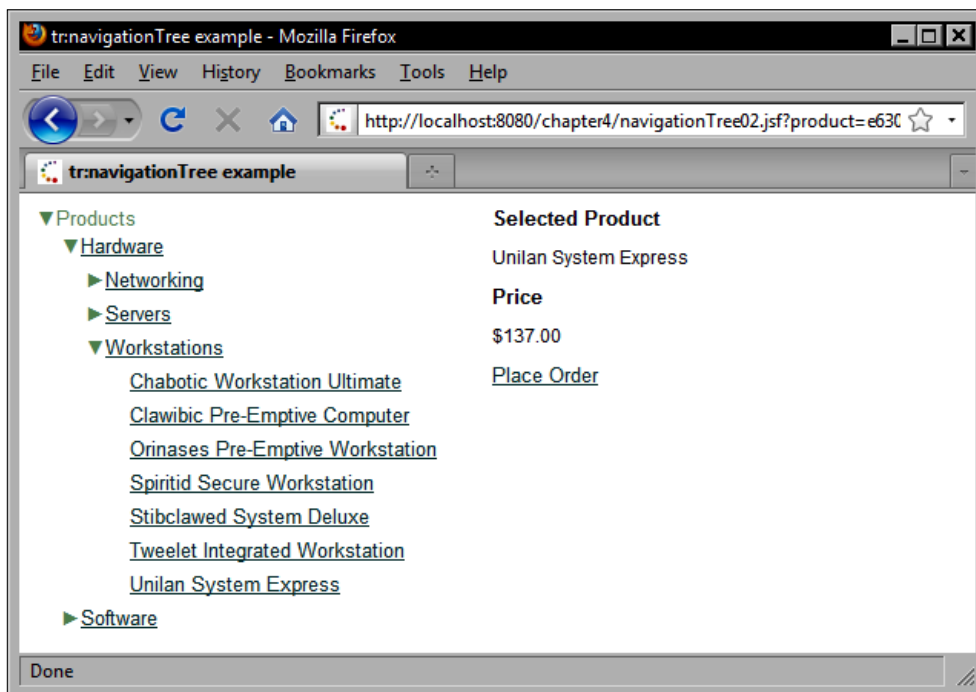 tr:navigationTree example - Mozilla Firefox
File Edit View History Bookmarks Tools Help
http://localhost:8080/chapter4/navigationTree02.jsf?product=e630
tr:navigationTree example
Products
Hardware
Networking
Servers
Workstations
Chabotic Workstation Ultimate
Clawibic Pre-Emptive Computer
Orinases Pre-Emptive Workstation
Spiritid Secure Workstation
Stibclawed System Deluxe
Tweelet Integrated Workstation
Unilan System Express
Software
Selected Product
Unilan System Express
Price
$137.00
Place Order
Done